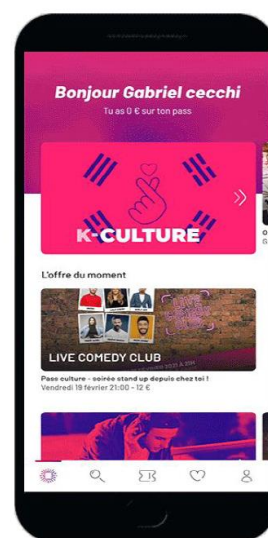 Bonjour Gabriel cecchi
Tu as 0 € sur ton pass
K-CULTURE
L'offre du moment
LIVE COMEDY CLUB
Pass culture - soirée stand up depuis chez toi !
Vendredi 19 février 21:00 - 12 €